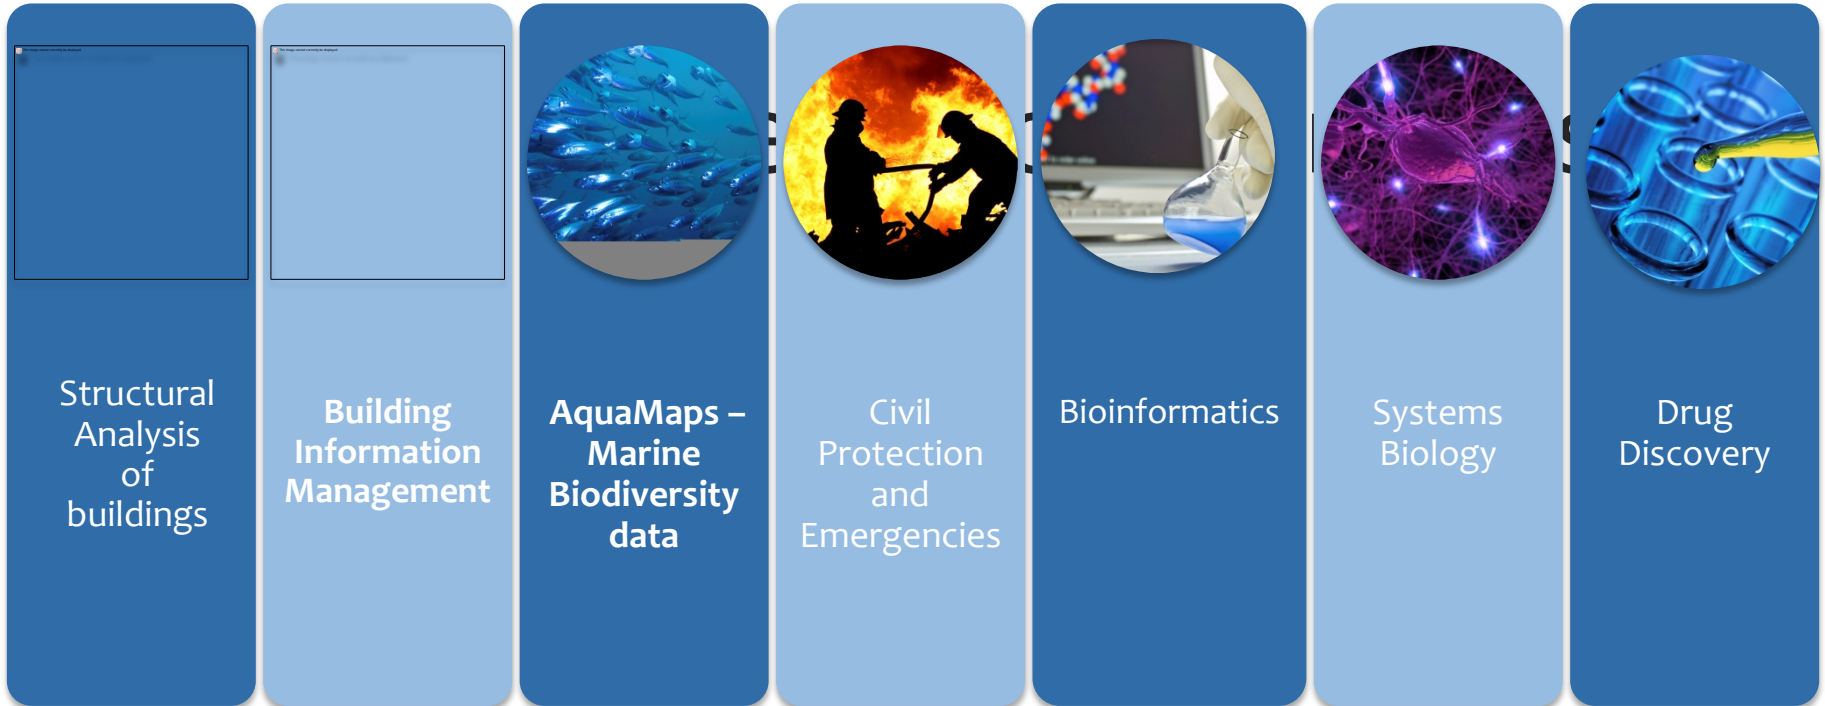 Structural
Analysis
of
buildings
Building
Information
Management
AquaMaps –
Marine
Biodiversity
data
Civil
Protection
and
Emergencies
Bioinformatics
Systems
Biology
Drug
Discovery